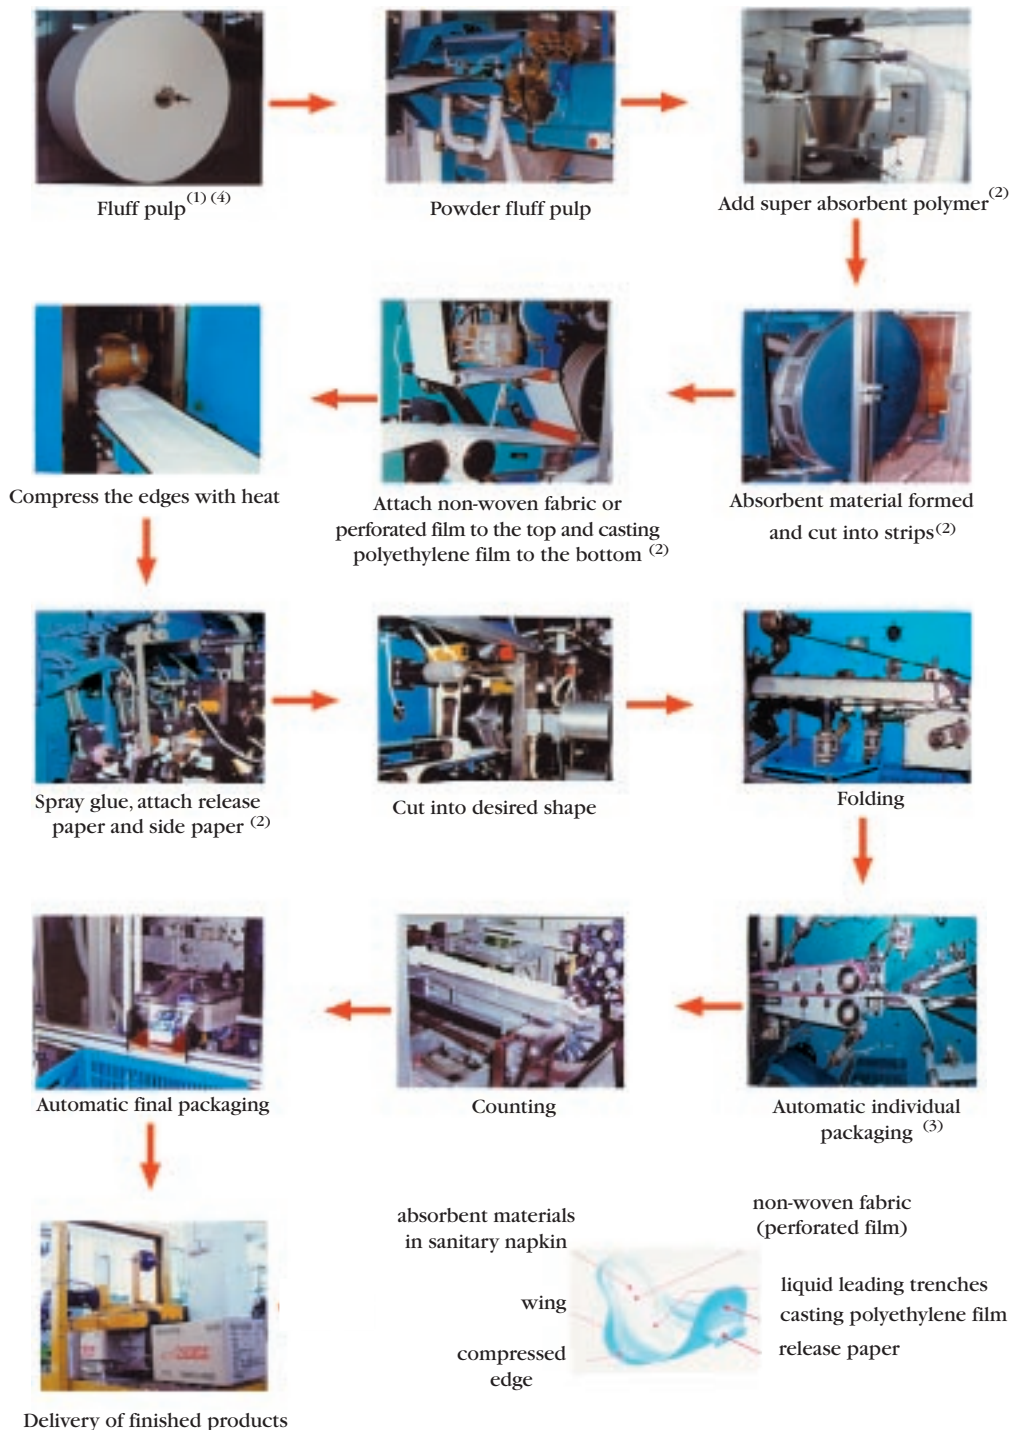 Fluff pulp(1) (4)
Powder fluff pulp
Add super absorbent polymer(2)
Compress the edges with heat
Attach non-woven fabric or
perforated film to the top and casting
polyethylene film to the bottom (2)
Absorbent material formed
and cut into strips(2)
Spray glue, attach release
paper and side paper (2)
Cut into desired shape
Folding
Automatic final packaging
Counting
Automatic individual
packaging (3)
absorbent materials
in sanitary napkin
non-woven fabric
(perforated film)
wing
liquid leading trenches
casting polyethylene film
compressed
edge
release paper
Delivery of finished products